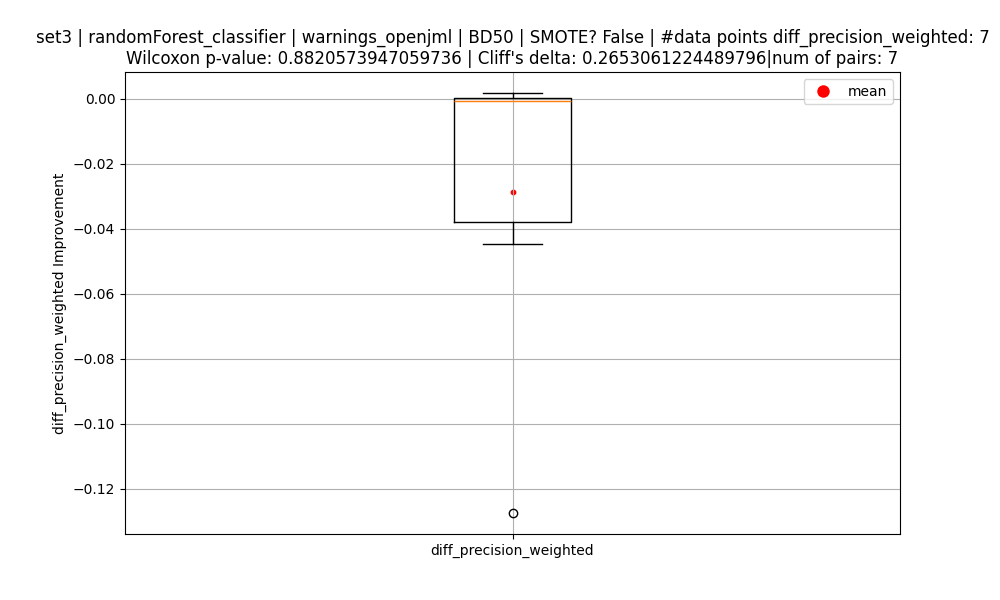 set3 | randomForest_classifier | warnings_openjml | BD50 | SMOTE? False | #data points diff_precision_weighted: 7
Wilcoxon p-value: 0.8820573947059736 | Cliff's delta: 0.2653061224489796|num of pairs: 7
mean
0.00
−0.02
−0.04
−0.06
−0.08
−0.10
−0.12
diff_precision_weighted Improvement
diff_precision_weighted